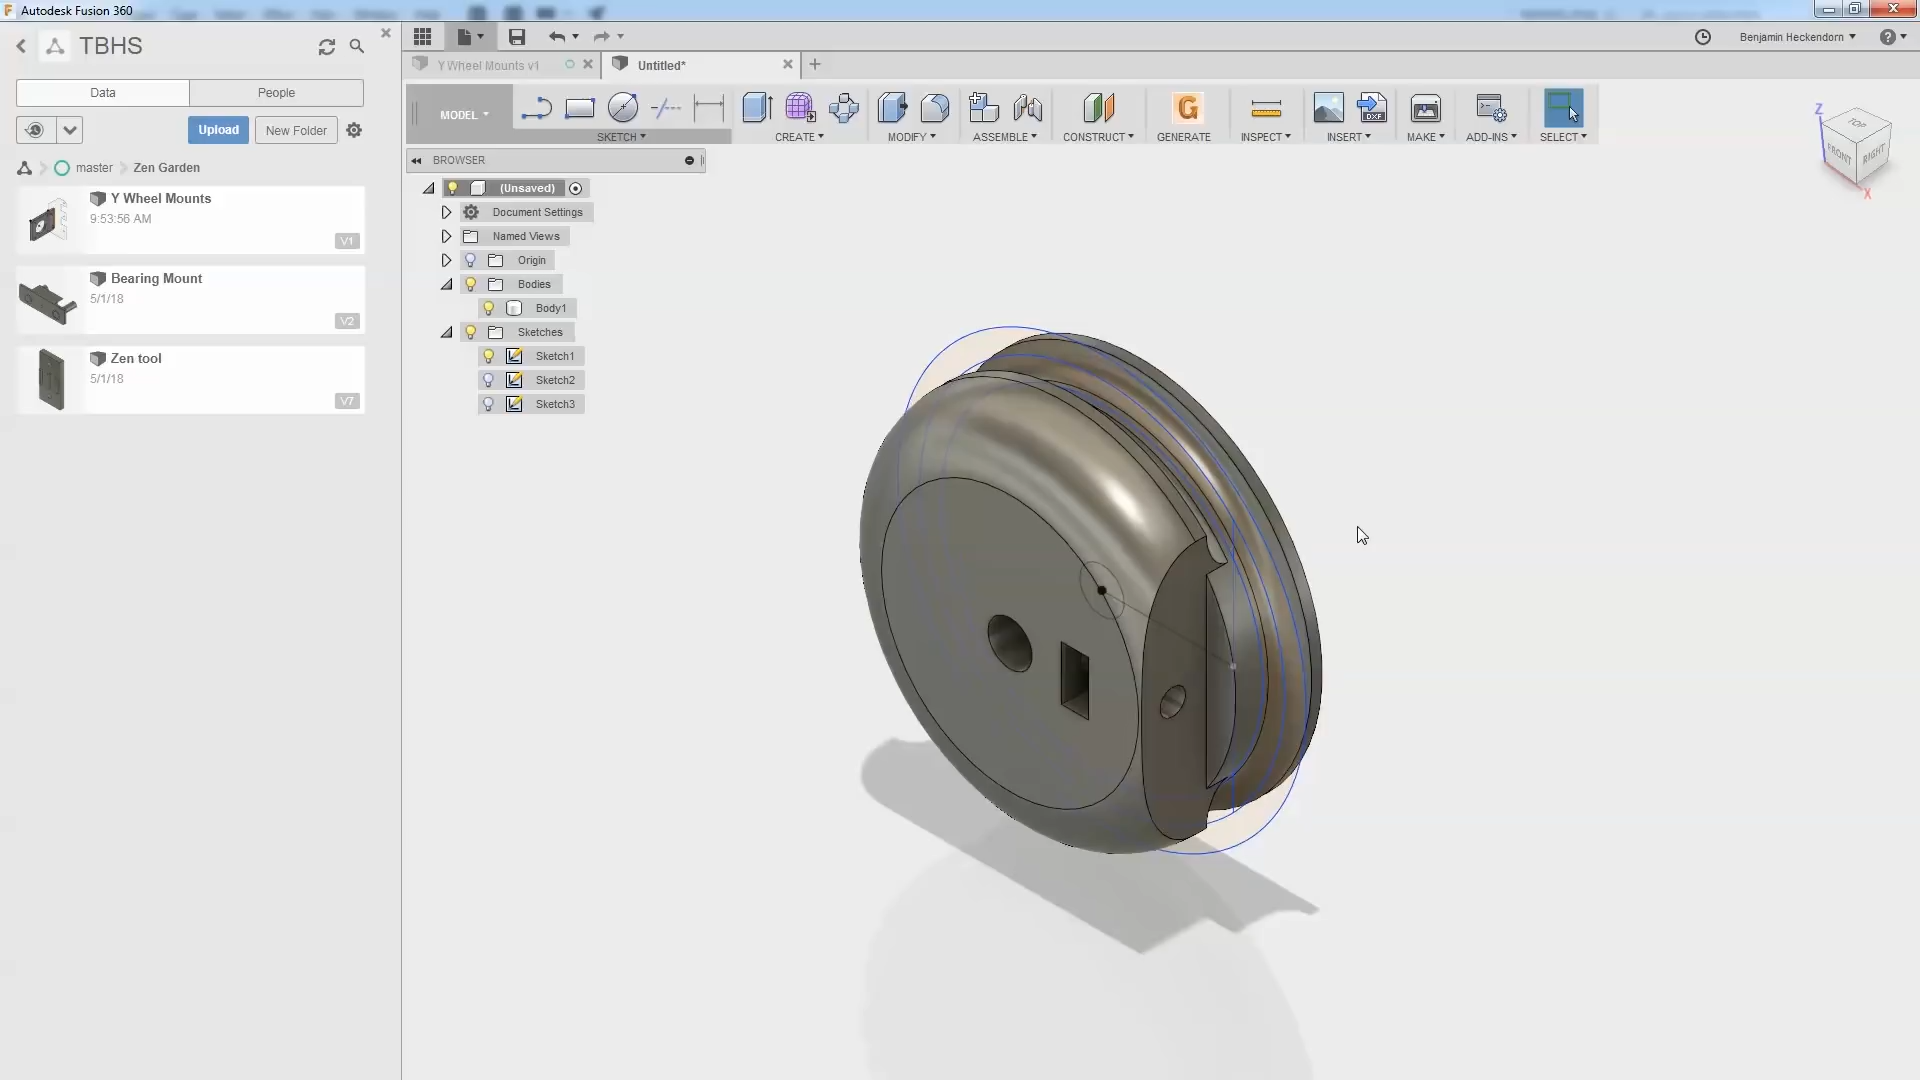 Autodesk Fusion 360
TBHS
Data
People
Upload
New Folder
master
Zen Garden
Y Wheel Mounts
9:53:56 AM
V1
Bearing Mount
5/1/18
V2
Zen tool
5/1/18
V7
Benjamin Heckendorn
Y Wheel Mounts v1
Untitled*
MODEL
SKETCH
CREATE
MODIFY
ASSEMBLE
CONSTRUCT
GENERATE
INSPECT
INSERT
MAKE
ADD-INS
SELECT
DXF
BROWSER
(Unsaved)
Document Settings
Named Views
Origin
Bodies
Body1
Sketches
Sketch1
Sketch2
Sketch3
Z
TOP
FRONT
RIGHT
X